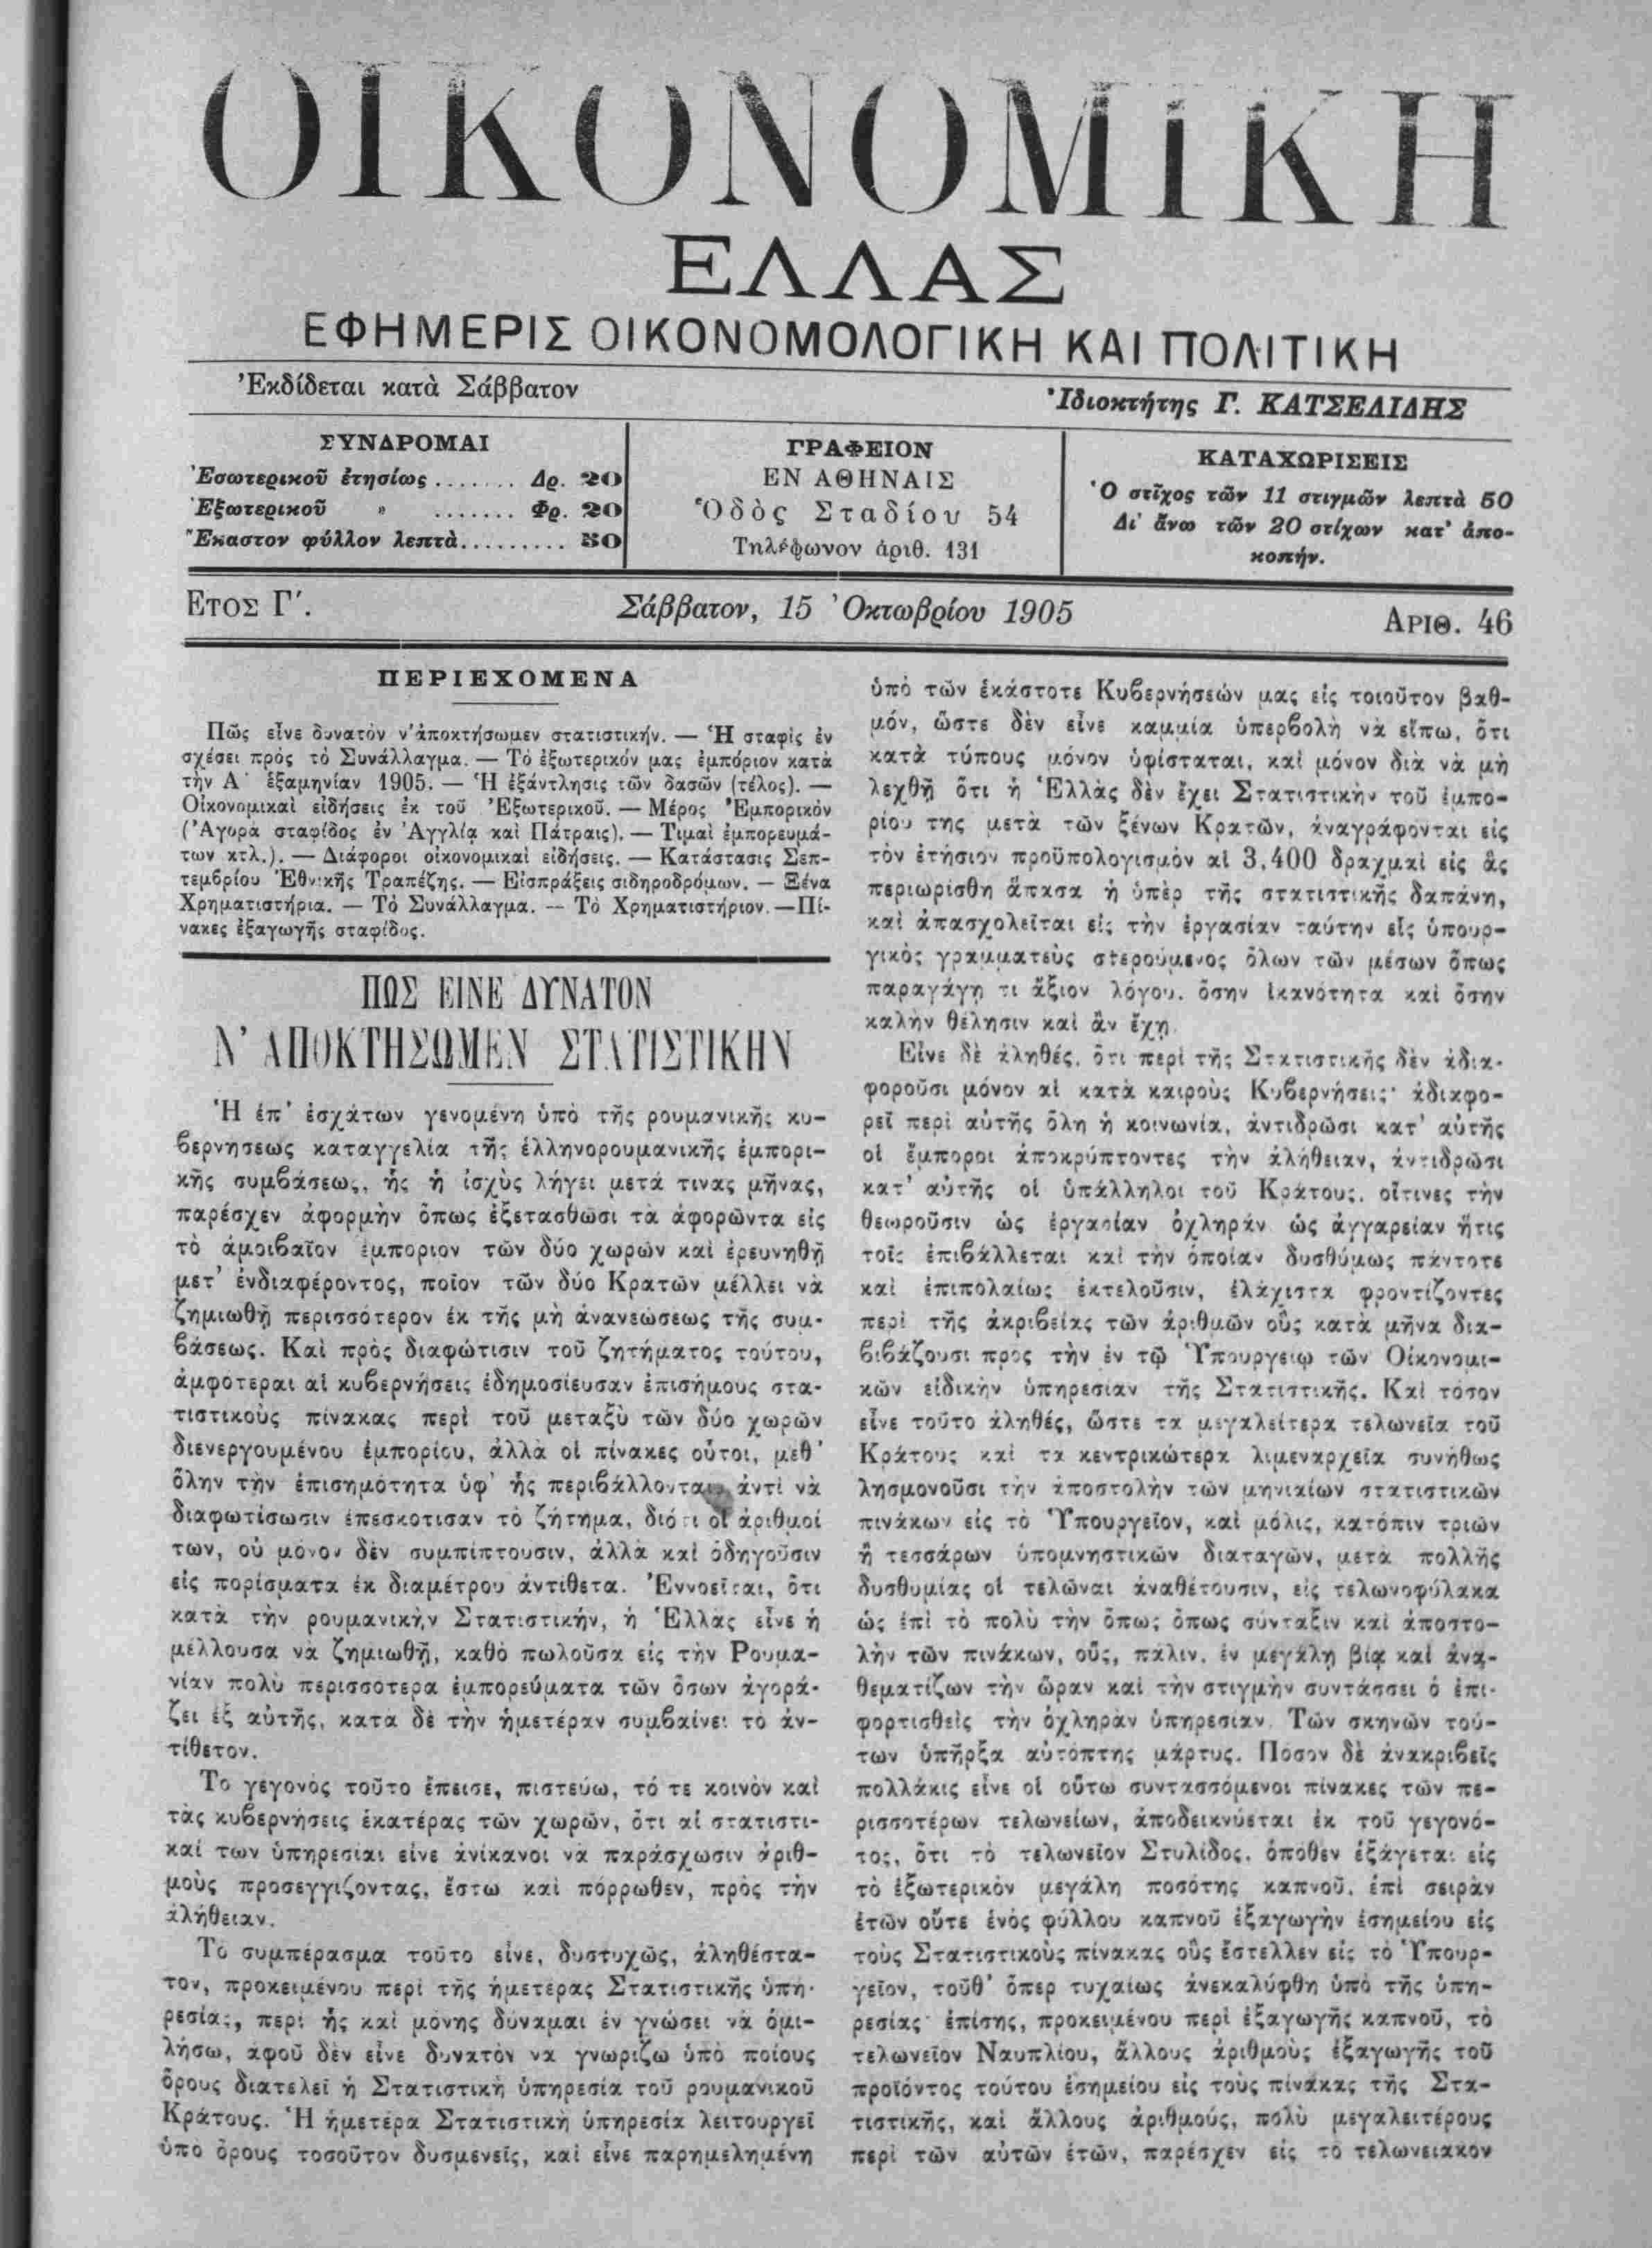 ΟΙΚΟΝΟΜΙΚΗ
ΕΛΛΑΣ
ΕΦΗΜΕΡΙΣ ΟΙΚΟΝΟΜΟΛΟΓΙΚΗ ΚΑΙ ΠΟΛΙΤΙΚΗ
Ἐκδίδεται κατὰ Σάββατον
Ἰδιοκτήτης Γ. ΚΑΤΣΕΛΙΔΗΣ
ΣΥΝΔΡΟΜΑΙ
Ἐσωτερικοῦ ἐτησίως ....... Δρ. 20
Ἐξωτερικοῦ » ....... Φρ. 20
Ἕκαστον φύλλον λεπτὰ.......... 50
ΓΡΑΦΕΙΟΝ
ΕΝ ΑΘΗΝΑΙΣ
Ὁδὸς Σταδίου 54
Τηλέφωνον ἀριθ. 131
ΚΑΤΑΧΩΡΙΣΕΙΣ
Ὁ στῖχος τῶν 11 στιγμῶν λεπτὰ 50
Δι' ἄνω τῶν 20 στίχων κατ' ἀπο-
κοπήν.
ΕΤΟΣ Γ'.
Σάββατον, 15 Ὀκτωβρίου 1905
ΑΡΙΘ. 46
ΠΕΡΙΕΧΟΜΕΝΑ
Πῶς εἶνε δυνατὸν ν' ἀποκτήσωμεν στατιστικήν. — Ἡ σταφὶς ἐν
σχέσει πρὸς τὸ Συνάλλαγμα. — Τὸ ἐξωτερικόν μας ἐμπόριον κατὰ
τὴν Α' ἑξαμηνίαν 1905. — Ἡ ἐξάντλησις τῶν δασῶν (τέλος). —
Οἰκονομικαὶ εἰδήσεις ἐκ τοῦ Ἐξωτερικοῦ. — Μέρος Ἐμπορικὸν
(Ἀγορὰ σταφίδος ἐν Ἀγγλίᾳ καὶ Πάτραις). — Τιμαὶ ἐμπορευμά-
των κτλ.). — Διάφοροι οἰκονομικαὶ εἰδήσεις. — Κατάστασις Σεπ-
τεμβρίου Ἐθνικῆς Τραπέζης. — Εἰσπράξεις σιδηροδρόμων. — Ξένα
Χρηματιστήρια. — Τὸ Συνάλλαγμα. — Τὸ Χρηματιστήριον. — Πί-
νακες ἐξαγωγῆς σταφίδος.
ΠΩΣ ΕΙΝΕ ΔΥΝΑΤΟΝ
Ν' ΑΠΟΚΤΗΣΩΜΕΝ ΣΤΑΤΙΣΤΙΚΗΝ
Ἡ ἐπ' ἐσχάτων γενομένη ὑπὸ τῆς ρουμανικῆς κυ-
βερνήσεως καταγγελία τῆς ἑλληνορουμανικῆς ἐμπορι-
κῆς συμβάσεως, ἧς ἡ ἰσχὺς λήγει μετά τινας μῆνας,
παρέσχεν ἀφορμὴν ὅπως ἐξετασθῶσι τὰ ἀφορῶντα εἰς
τὸ ἀμοιβαῖον ἐμπόριον τῶν δύο χωρῶν καὶ ἐρευνηθῇ
μετ' ἐνδιαφέροντος, ποῖον τῶν δύο Κρατῶν μέλλει νὰ
ζημιωθῇ περισσότερον ἐκ τῆς μὴ ἀνανεώσεως τῆς συμ-
βάσεως. Καὶ πρὸς διαφώτισιν τοῦ ζητήματος τούτου,
ἀμφότεραι αἱ κυβερνήσεις ἐδημοσίευσαν ἐπισήμους στα-
τιστικοὺς πίνακας περὶ τοῦ μεταξὺ τῶν δύο χωρῶν
διενεργουμένου ἐμπορίου, ἀλλὰ οἱ πίνακες οὗτοι, μεθ'
ὅλην τὴν ἐπισημότητα ὑφ' ἧς περιβάλλονται, ἀντὶ νὰ
διαφωτίσωσιν ἐπεσκότισαν τὸ ζήτημα, διότι οἱ ἀριθμοί
των, οὐ μόνον δὲν συμπίπτουσιν, ἀλλὰ καὶ ὁδηγοῦσιν
εἰς πορίσματα ἐκ διαμέτρου ἀντίθετα. Ἐννοεῖται, ὅτι
κατὰ τὴν ρουμανικὴν Στατιστικήν, ἡ Ἑλλὰς εἶνε ἡ
μέλλουσα νὰ ζημιωθῇ, καθὸ πωλοῦσα εἰς τὴν Ρουμα-
νίαν πολὺ περισσότερα ἐμπορεύματα τῶν ὅσων ἀγορά-
ζει ἐξ αὐτῆς, κατὰ δὲ τὴν ἡμετέραν συμβαίνει τὸ ἀν-
τίθετον.
Τὸ γεγονὸς τοῦτο ἔπεισε, πιστεύω, τό τε κοινὸν καὶ
τὰς κυβερνήσεις ἑκατέρας τῶν χωρῶν, ὅτι αἱ στατιστι-
καί των ὑπηρεσίαι εἶνε ἀνίκανοι νὰ παράσχωσιν ἀριθ-
μοὺς προσεγγίζοντας, ἔστω καὶ πόρρωθεν, πρὸς τὴν
ἀλήθειαν.
Τὸ συμπέρασμα τοῦτο εἶνε, δυστυχῶς, ἀληθέστα-
τον, προκειμένου περὶ τῆς ἡμετέρας Στατιστικῆς ὑπη-
ρεσίας, περὶ ἧς καὶ μόνης δύναμαι ἐν γνώσει νὰ ὁμι-
λήσω, ἀφοῦ δὲν εἶνε δυνατὸν νὰ γνωρίζω ὑπὸ ποίους
ὅρους διατελεῖ ἡ Στατιστικὴ ὑπηρεσία τοῦ ρουμανικοῦ
Κράτους. Ἡ ἡμετέρα Στατιστικὴ ὑπηρεσία λειτουργεῖ
ὑπὸ ὅρους τοσοῦτον δυσμενεῖς, καὶ εἶνε παρημελημένη
ὑπὸ τῶν ἑκάστοτε Κυβερνήσεών μας εἰς τοιοῦτον βαθ-
μόν, ὥστε δὲν εἶνε καμμία ὑπερβολὴ νὰ εἴπω, ὅτι
κατὰ τύπους μόνον ὑφίσταται, καὶ μόνον διὰ νὰ μὴ
λεχθῇ ὅτι ἡ Ἑλλὰς δὲν ἔχει Στατιστικὴν τοῦ ἐμπο-
ρίου της μετὰ τῶν ξένων Κρατῶν, ἀναγράφονται εἰς
τὸν ἐτήσιον προϋπολογισμὸν αἱ 3,400 δραχμαὶ εἰς ἃς
περιωρίσθη ἅπασα ἡ ὑπὲρ τῆς στατιστικῆς δαπάνη,
καὶ ἀπασχολεῖται εἰς τὴν ἐργασίαν ταύτην εἷς ὑπουρ-
γικὸς γραμματεὺς στερούμενος ὅλων τῶν μέσων ὅπως
παραγάγῃ τι ἄξιον λόγου, ὅσην ἱκανότητα καὶ ὅσην
καλὴν θέλησιν καὶ ἂν ἔχῃ.
Εἶνε δὲ ἀληθές, ὅτι περὶ τῆς Στατιστικῆς δὲν ἀδια-
φοροῦσι μόνον αἱ κατὰ καιροὺς Κυβερνήσεις· ἀδιαφο-
ρεῖ περὶ αὐτῆς ὅλη ἡ κοινωνία, ἀντιδρῶσι κατ' αὐτῆς
οἱ ἔμποροι ἀποκρύπτοντες τὴν ἀλήθειαν, ἀντιδρῶσι
κατ' αὐτῆς οἱ ὑπάλληλοι τοῦ Κράτους, οἵτινες τὴν
θεωροῦσιν ὡς ἐργασίαν ὀχληράν, ὡς ἀγγαρείαν ἥτις
τοῖς ἐπιβάλλεται καὶ τὴν ὁποίαν δυσθύμως πάντοτε
καὶ ἐπιπολαίως ἐκτελοῦσιν, ἐλάχιστα φροντίζοντες
περὶ τῆς ἀκριβείας τῶν ἀριθμῶν οὓς κατὰ μῆνα δια-
βιβάζουσι πρὸς τὴν ἐν τῷ Ὑπουργείῳ τῶν Οἰκονομι-
κῶν εἰδικὴν ὑπηρεσίαν τῆς Στατιστικῆς. Καὶ τόσον
εἶνε τοῦτο ἀληθές, ὥστε τὰ μεγαλείτερα τελωνεῖα τοῦ
Κράτους καὶ τὰ κεντρικώτερα λιμεναρχεῖα συνήθως
λησμονοῦσι τὴν ἀποστολὴν τῶν μηνιαίων στατιστικῶν
πινάκων εἰς τὸ Ὑπουργεῖον, καὶ μόλις, κατόπιν τριῶν
ἢ τεσσάρων ὑπομνηστικῶν διαταγῶν, μετὰ πολλῆς
δυσθυμίας οἱ τελῶναι ἀναθέτουσιν, εἰς τελωνοφύλακα
ὡς ἐπὶ τὸ πολὺ τὴν ὅπως ὅπως σύνταξιν καὶ ἀποστο-
λὴν τῶν πινάκων, οὕς, πάλιν, ἐν μεγάλῃ βίᾳ καὶ ἀνα-
θεματίζων τὴν ὥραν καὶ τὴν στιγμὴν συντάσσει ὁ ἐπι-
φορτισθεὶς τὴν ὀχληρὰν ὑπηρεσίαν. Τῶν σκηνῶν τού-
των ὑπῆρξα αὐτόπτης μάρτυς. Πόσον δὲ ἀνακριβεῖς
πολλάκις εἶνε οἱ οὕτω συντασσόμενοι πίνακες τῶν πε-
ρισσοτέρων τελωνείων, ἀποδεικνύεται ἐκ τοῦ γεγονό-
τος, ὅτι τὸ τελωνεῖον Στυλίδος, ὁπόθεν ἐξάγεται εἰς
τὸ ἐξωτερικὸν μεγάλη ποσότης καπνοῦ, ἐπὶ σειρὰν
ἐτῶν οὔτε ἑνὸς φύλλου καπνοῦ ἐξαγωγὴν ἐσημείου εἰς
τοὺς Στατιστικοὺς πίνακας οὓς ἔστελλεν εἰς τὸ Ὑπουρ-
γεῖον, τοῦθ' ὅπερ τυχαίως ἀνεκαλύφθη ὑπὸ τῆς ὑπη-
ρεσίας· ἐπίσης, προκειμένου περὶ ἐξαγωγῆς καπνοῦ, τὸ
τελωνεῖον Ναυπλίου, ἄλλους ἀριθμοὺς ἐξαγωγῆς τοῦ
προϊόντος τούτου ἐσημείου εἰς τοὺς πίνακας τῆς Στα-
τιστικῆς, καὶ ἄλλους ἀριθμούς, πολὺ μεγαλειτέρους
περὶ τῶν αὐτῶν ἐτῶν, παρέσχεν εἰς τὸ τελωνειακὸν